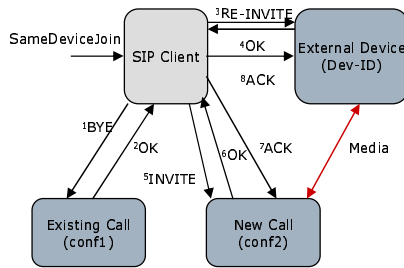 ³RE-INVITE
SameDeviceJoin
SIP Client
⁴OK
External Device
(Dev-ID)
⁸ACK
¹BYE
²OK
⁶OK
⁷ACK
Media
⁵INVITE
Existing Call
(conf1)
New Call
(conf2)